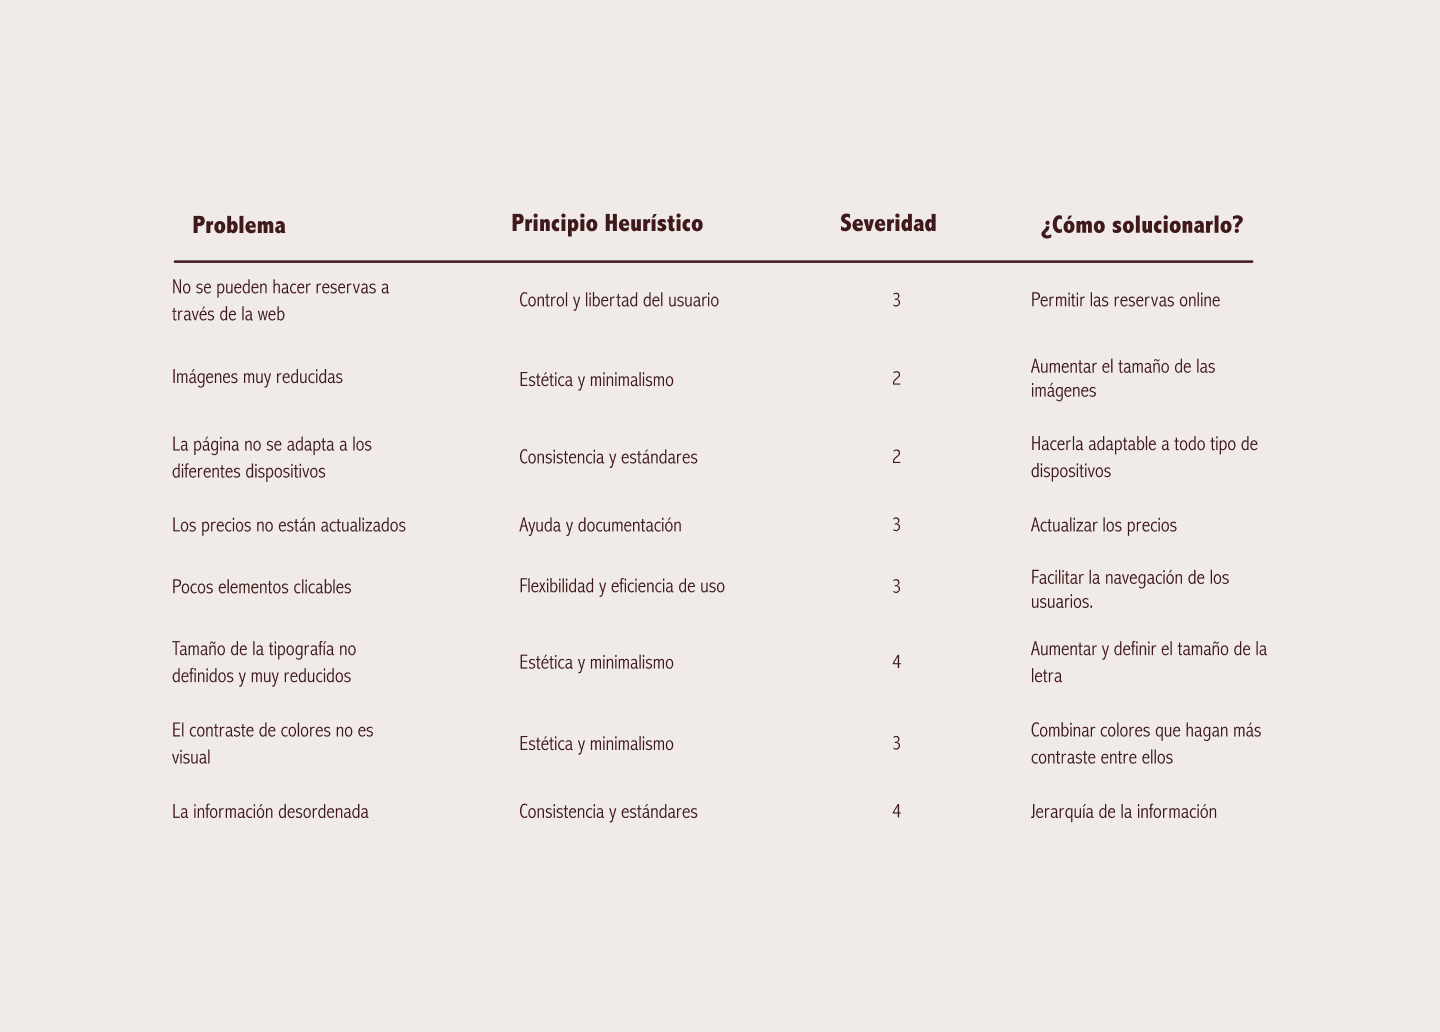 Problema
Principio Heurístico
Severidad
¿Cómo solucionarlo?
No se pueden hacer reservas a
través de la web
Control y libertad del usuario
3
Permitir las reservas online
Imágenes muy reducidas
Estética y minimalismo
2
Aumentar el tamaño de las
imágenes
La página no se adapta a los
diferentes dispositivos
Consistencia y estándares
2
Hacerla adaptable a todo tipo de
dispositivos
Los precios no están actualizados
Ayuda y documentación
3
Actualizar los precios
Pocos elementos clicables
Flexibilidad y eficiencia de uso
3
Facilitar la navegación de los
usuarios.
Tamaño de la tipografía no
definidos y muy reducidos
Estética y minimalismo
4
Aumentar y definir el tamaño de la
letra
El contraste de colores no es
visual
Estética y minimalismo
3
Combinar colores que hagan más
contraste entre ellos
La información desordenada
Consistencia y estándares
4
Jerarquía de la información